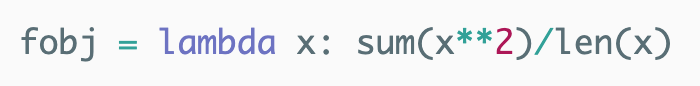 fobj = lambda x: sum(x**2)/len(x)